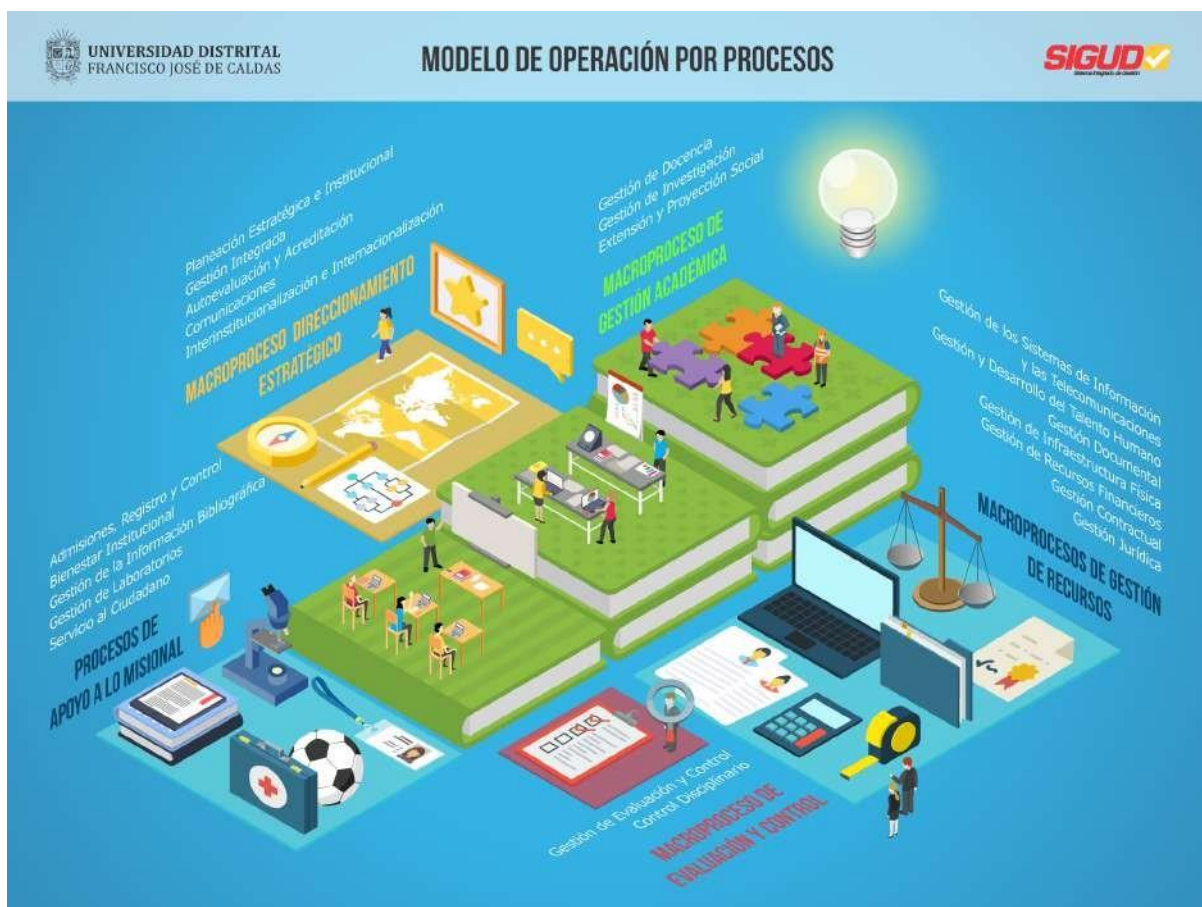 UNIVERSIDAD DISTRITAL
FRANCISCO JOSÉ DE CALDAS
MODELO DE OPERACIÓN POR PROCESOS
SIGUD
Sistema Integrado de Gestión
Planeación Estratégica e Institucional
Gestión Integrada
Autoevaluación y Acreditación
Comunicaciones
Interinstitucionalización e Internacionalización
MACROPROCESO DIRECCIONAMIENTO
ESTRATÉGICO
Gestión de Docencia
Gestión de Investigación
Extensión y Proyección Social
MACROPROCESO DE
GESTIÓN ACADÉMICA
Gestión de los Sistemas de Información
y las Telecomunicaciones
Gestión y Desarrollo del Talento Humano
Gestión Documental
Gestión de Infraestructura Física
Gestión de Recursos Financieros
Gestión Contractual
Gestión Jurídica
MACROPROCESOS DE GESTIÓN
DE RECURSOS
Admisiones, Registro y Control
Bienestar Institucional
Gestión de la Información Bibliográfica
Gestión de Laboratorios
Servicio al Ciudadano
PROCESOS DE
APOYO A LO MISIONAL
Gestión de Evaluación y Control
Control Disciplinario
MACROPROCESO DE
EVALUACIÓN Y CONTROL